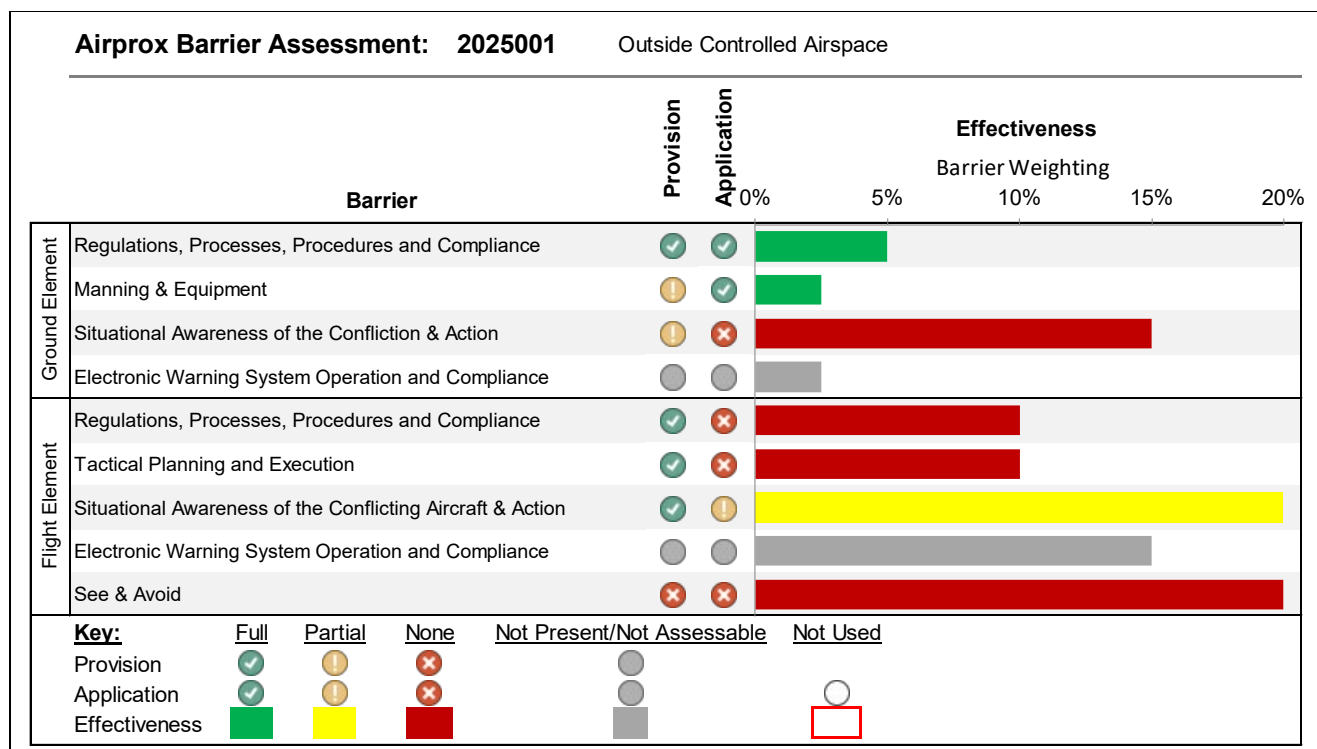 Airprox Barrier Assessment: 2025001 Outside Controlled Airspace
Barrier
Provision
Application
Effectiveness
Barrier Weighting
0% 5% 10% 15% 20%
Ground Element
Regulations, Processes, Procedures and Compliance
Manning & Equipment
Situational Awareness of the Confliction & Action
Electronic Warning System Operation and Compliance
Flight Element
Regulations, Processes, Procedures and Compliance
Tactical Planning and Execution
Situational Awareness of the Conflicting Aircraft & Action
Electronic Warning System Operation and Compliance
See & Avoid
Key: Full Partial None Not Present/Not Assessable Not Used
Provision
Application
Effectiveness